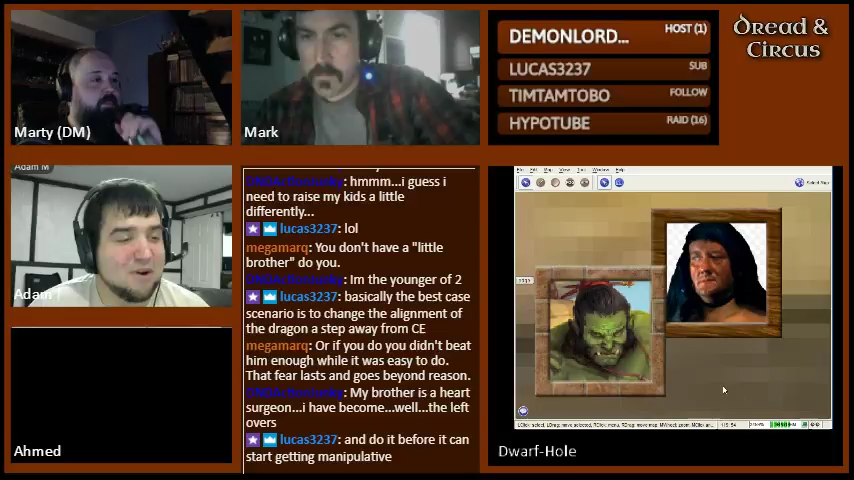 Marty (DM)
Mark
DEMONLORD...
HOST (1)
LUCAS3237
SUB
TIMTAMTOBO
FOLLOW
HYPOTUBE
RAID (16)
Dread &
Circus
Adam M
Adam
Ahmed
: hmmm...i guess i
need to raise my kids a little
differently...
lucas3237: lol
megamarq: You don't have a "little
brother" do you.
: Im the younger of 2
lucas3237: basically the best case
scenario is to change the alignment of
the dragon a step away from CE
megamarq: Or if you do you didn't beat
him enough while it was easy to do.
That fear lasts and goes beyond reason.
: My brother is a heart
surgeon...i have become...well...the left
overs
lucas3237: and do it before it can
start getting manipulative
Select Map
Dwarf-Hole